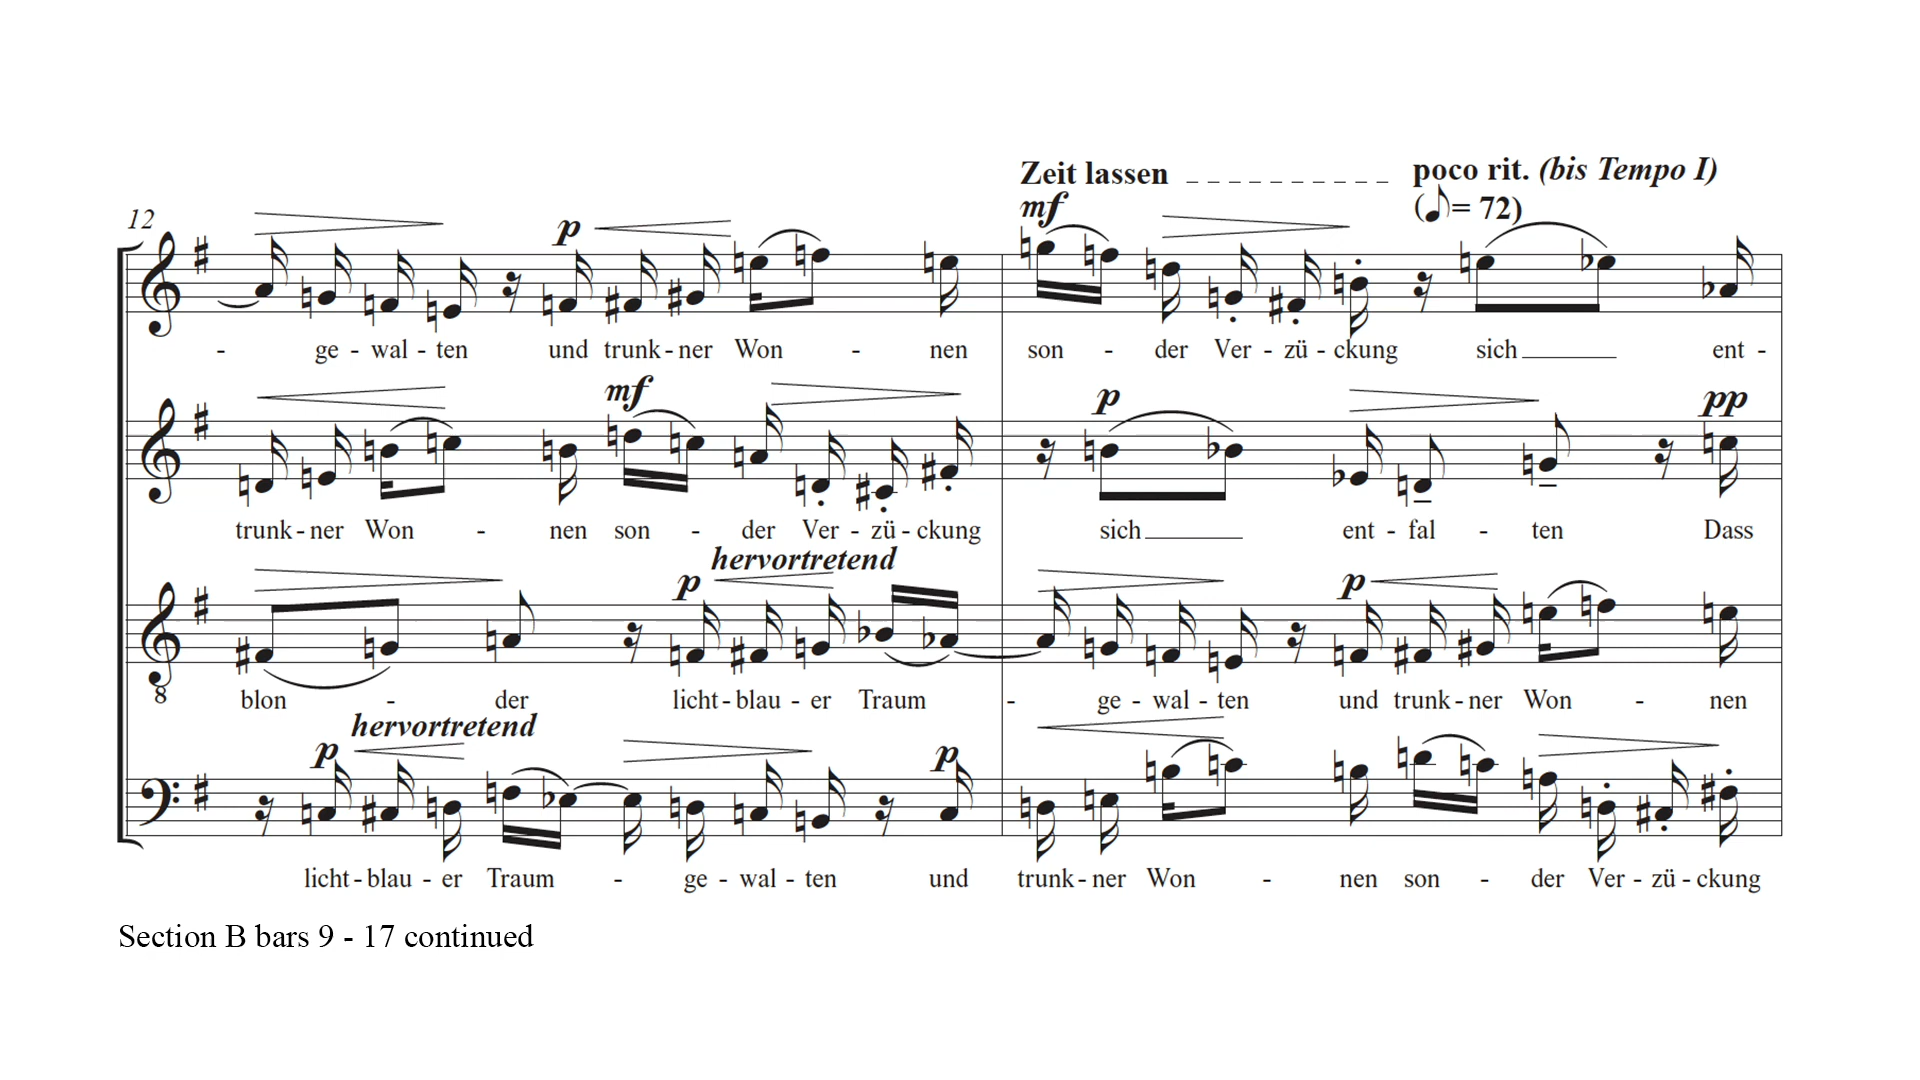 Zeit lassen poco rit. (bis Tempo I)
mf (♪= 72)
12
p
- ge - wal - ten und trunk - ner Won - nen son - der Ver - zü - ckung sich ent -
mf p pp
trunk - ner Won - nen son - der Ver - zü - ckung sich ent - fal - ten Dass
hervortretend
p p
8
blon - der licht - blau - er Traum - ge - wal - ten und trunk - ner Won - nen
hervortretend
p p
licht - blau - er Traum - ge - wal - ten und trunk - ner Won - nen son - der Ver - zü - ckung
Section B bars 9 - 17 continued